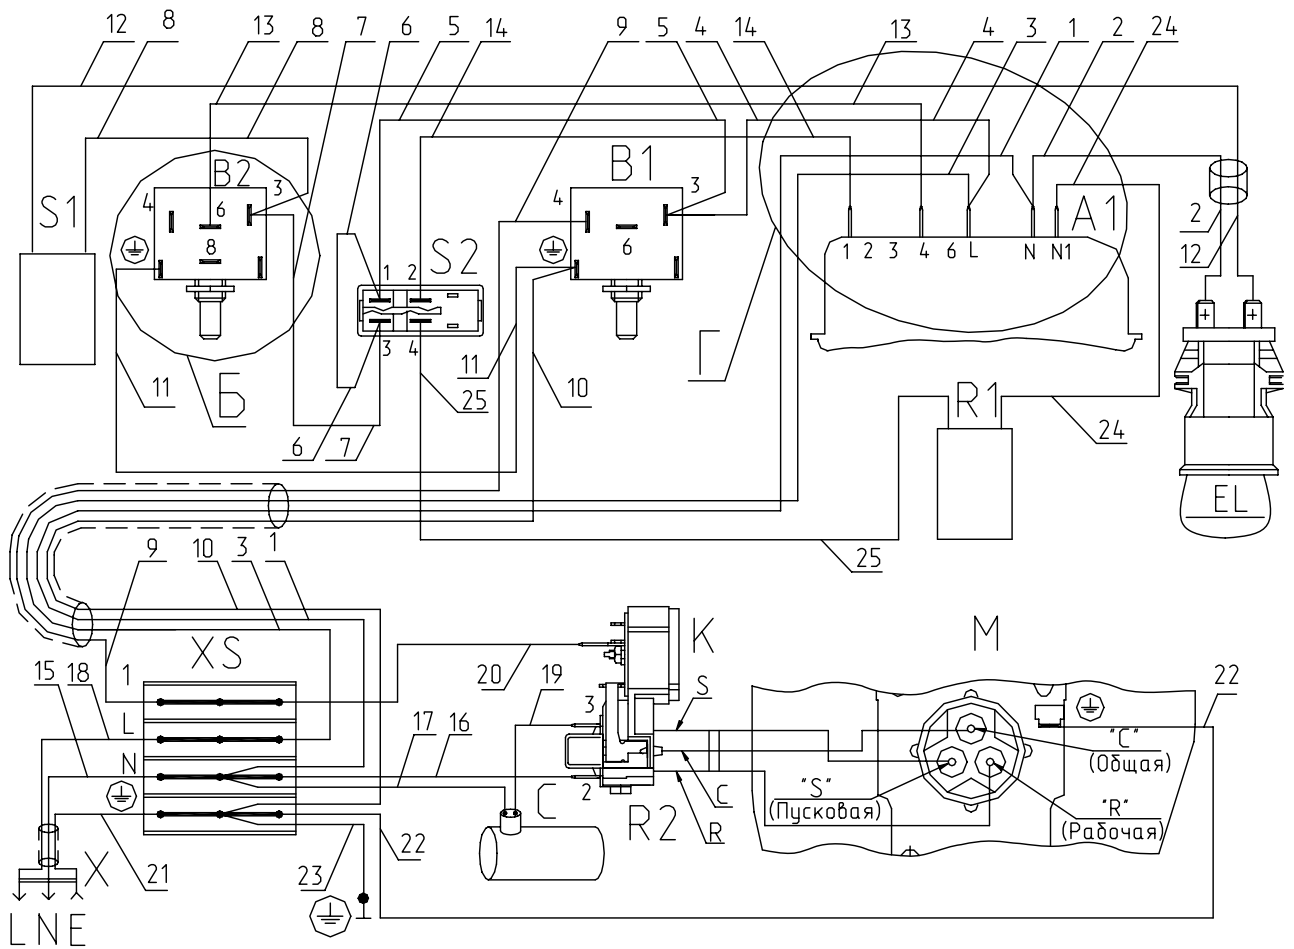 12 8 13 8 7 6 5 14 9 5 4 14 13 4 3 1 2 24
B2 B1
4 6 3
8
S1
4 3
6
S2
1 2
3 4
A1
1 2 3 4 6 L N N1
2
12
+ +
Г
11 Б 6 7 25 11 10
R1
24
EL
25
9 10 3 1
XS
K
M
15 18 1
L
N
17 16 20 19
3
2
S
C
R
C
R2
22
"C"
(Общая)
"S"
(Пусковая)
"R"
(Рабочая)
X 21 23 22
L N E